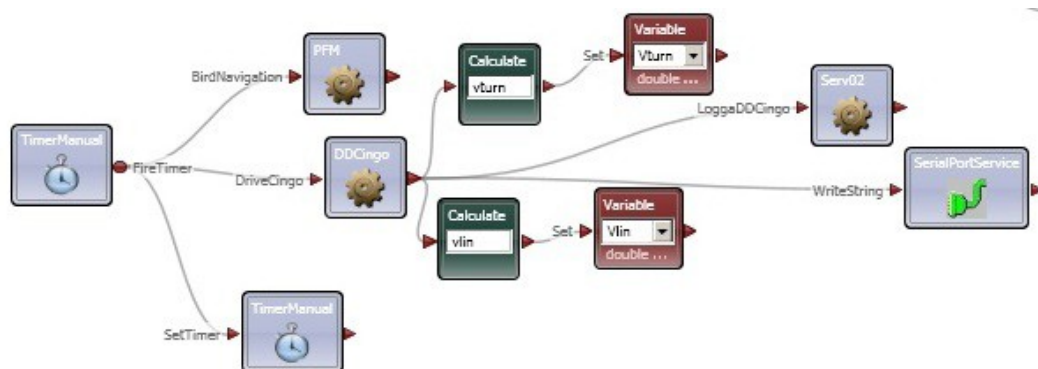 PFM
BirdNavigation
Calculate
vturn
Set
Variable
Vturn
double ...
LoggaDDCingo
Serv02
TimerManual
FireTimer
DDCingo
DriveCingo
SerialPortService
WriteString
Calculate
vlin
Set
Variable
Vlin
double ...
TimerManual
SetTimer